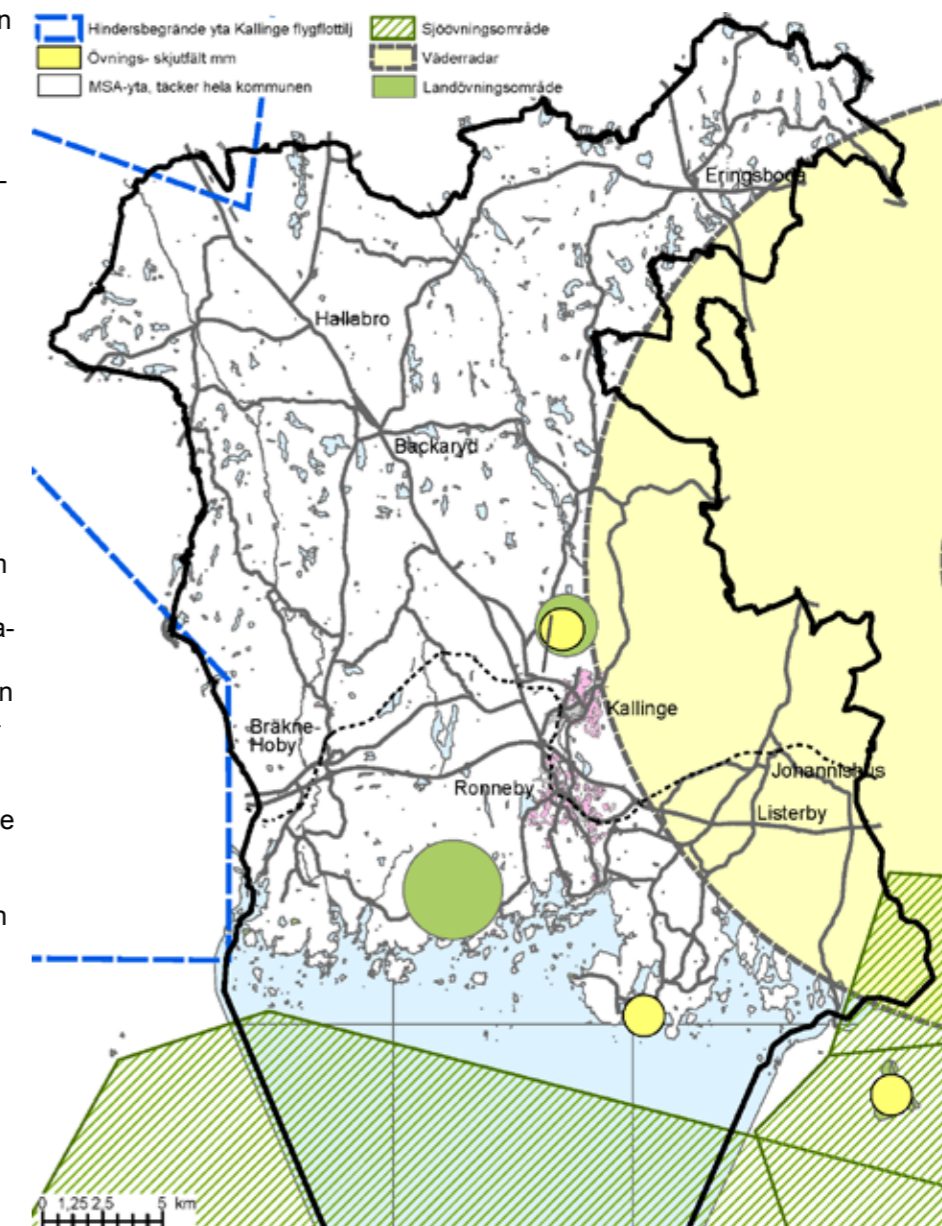 n
Hindersbegrände yta Kallinge flygflottilj
Övnings- skjutfält mm
MSA-yta, täcker hela kommunen
Sjöövningsområde
Väderradar
Landövningsområde
-
Eringsboda
Hallabro
Backaryd
n
a-
n
Kallinge
Bräkne-
Hoby
Johannishus
Ronneby
Listerby
e
n
0 1,25 2,5 5 km